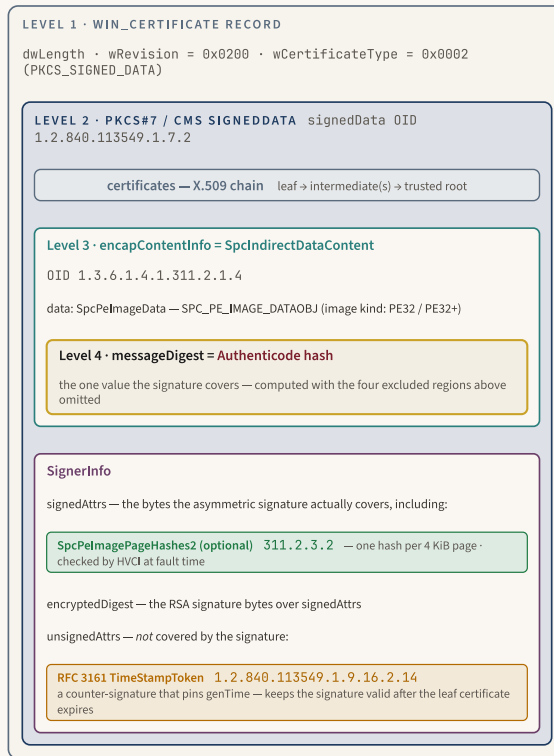 LEVEL 1 · WIN_CERTIFICATE RECORD
dwLength · wRevision = 0x0200 · wCertificateType = 0x0002
(PKCS_SIGNED_DATA)
LEVEL 2 · PKCS#7 / CMS SIGNEDDATA signedData OID
1.2.840.113549.1.7.2
certificates — X.509 chain leaf → intermediate(s) → trusted root
Level 3 · encapContentInfo = SpcIndirectDataContent
OID 1.3.6.1.4.1.311.2.1.4
data: SpcPeImageData — SPC_PE_IMAGE_DATAOBJ (image kind: PE32 / PE32+)
Level 4 · messageDigest = Authenticode hash
the one value the signature covers — computed with the four excluded regions above
omitted
SignerInfo
signedAttrs — the bytes the asymmetric signature actually covers, including:
SpcPeImagePageHashes2 (optional) 311.2.3.2 — one hash per 4 KiB page ·
checked by HVCI at fault time
encryptedDigest — the RSA signature bytes over signedAttrs
unsignedAttrs — not covered by the signature:
RFC 3161 TimeStampToken 1.2.840.113549.1.9.16.2.14
a counter-signature that pins genTime — keeps the signature valid after the leaf certificate
expires